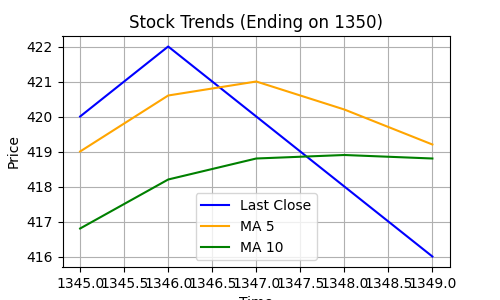 Stock Trends (Ending on 1350)
Price
422
421
420
419
418
417
416
Last Close
MA 5
MA 10
1345.0 1345.5 1346.0 1346.5 1347.0 1347.5 1348.0 1348.5 1349.0
Time